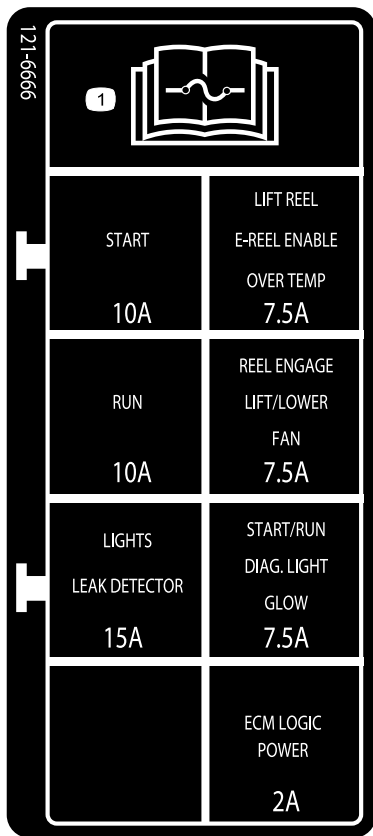 121-6666
1
START
10A
LIFT REEL
E-REEL ENABLE
OVER TEMP
7.5A
RUN
10A
REEL ENGAGE
LIFT/LOWER
FAN
7.5A
LIGHTS
LEAK DETECTOR
15A
START/RUN
DIAG. LIGHT
GLOW
7.5A
ECM LOGIC
POWER
2A